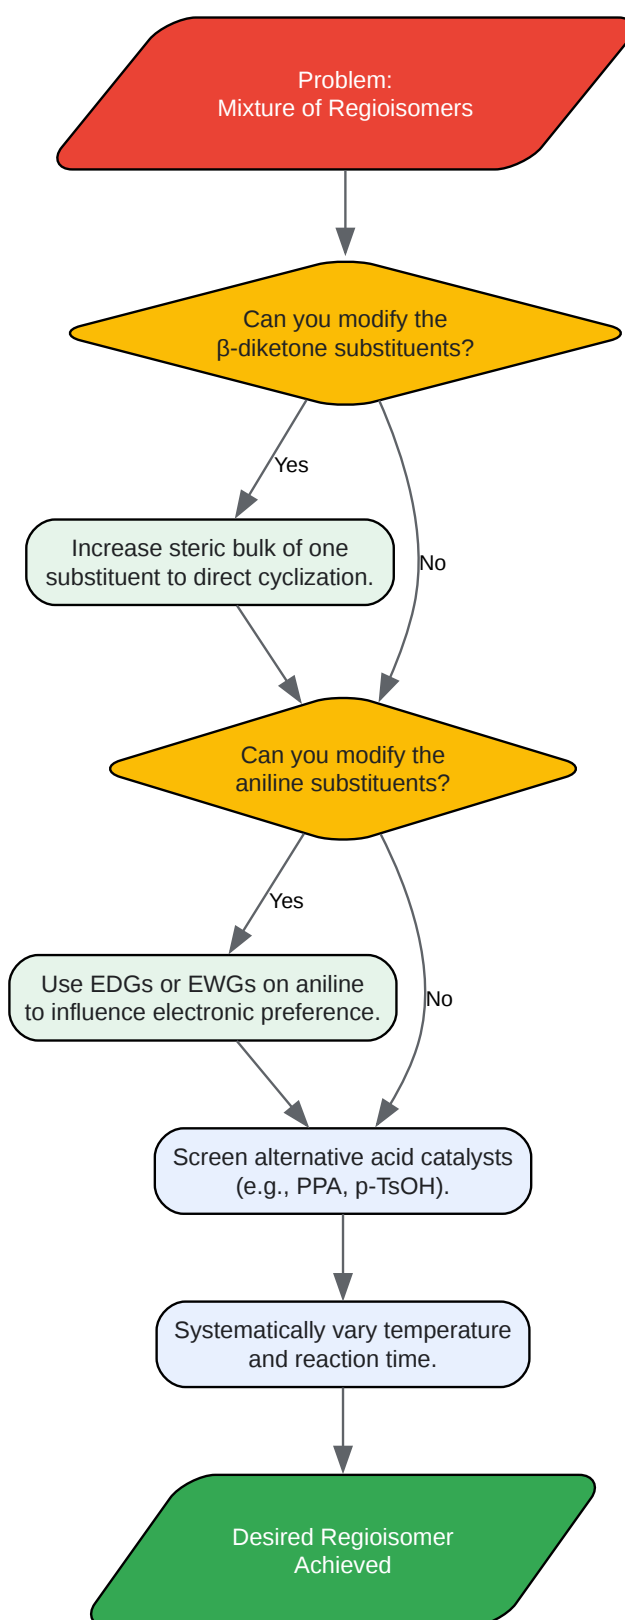 Problem:
Mixture of Regioisomers
Can you modify the
β-diketone substituents?
Yes
Increase steric bulk of one
substituent to direct cyclization.
No
Can you modify the
aniline substituents?
Yes
Use EDGs or EWGs on aniline
to influence electronic preference.
No
Screen alternative acid catalysts
(e.g., PPA, p-TsOH).
Systematically vary temperature
and reaction time.
Desired Regioisomer
Achieved